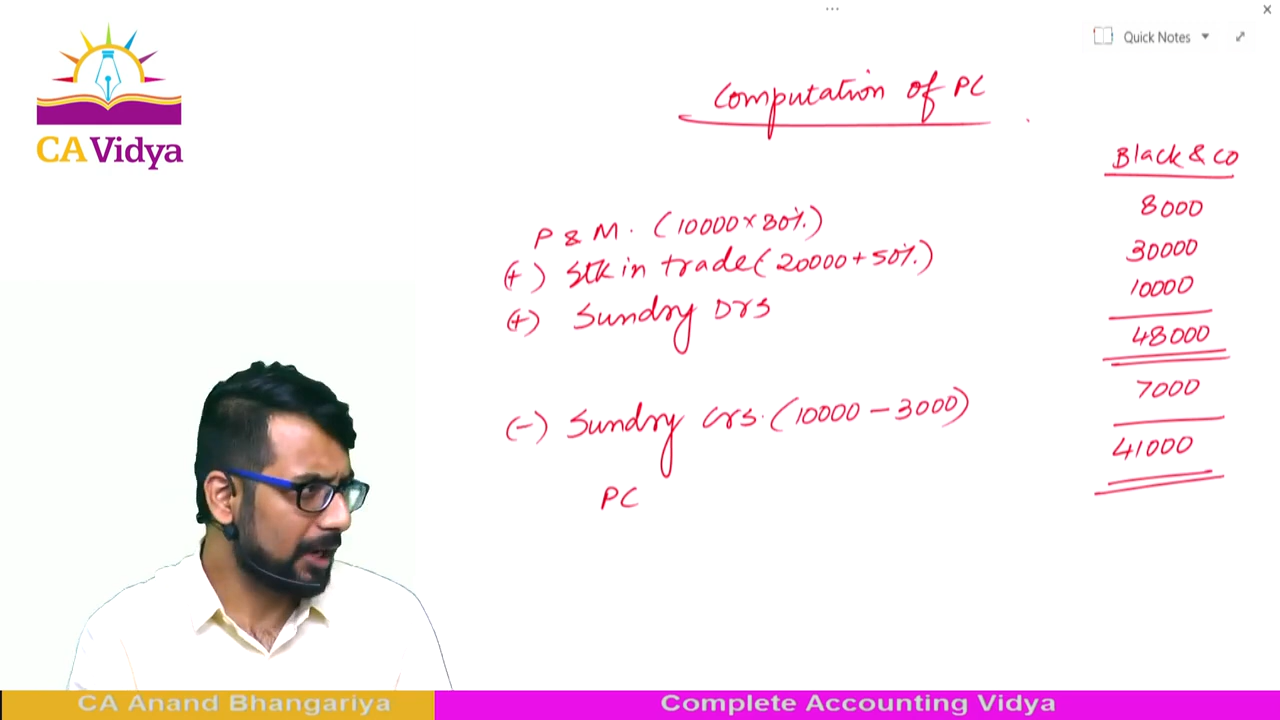 CA Vidya
Quick Notes
Computation of PC
Black & co
P & M. (10000 x 80%) 8000
(+) Stk in trade (20000 + 50%) 30000
(+) Sundry Drs 10000
48000
(-) Sundry crs. (10000 - 3000) 7000
41000
PC
CA Anand Bhangariya
Complete Accounting Vidya